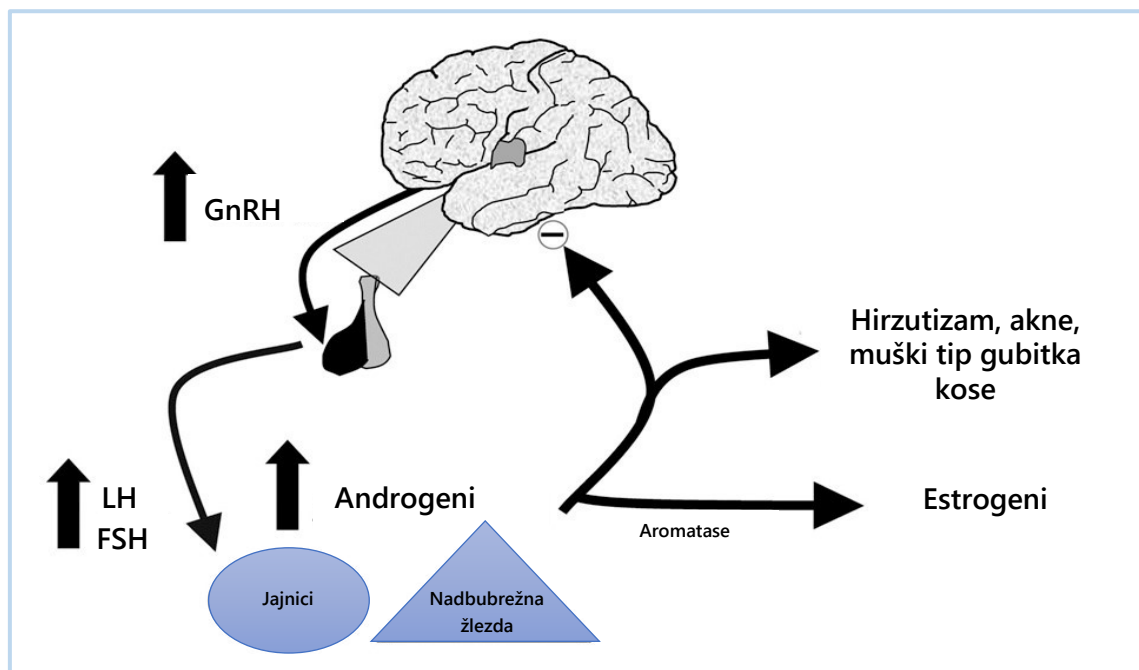 GnRH
Hirzutizam, akne,
muški tip gubitka
kose
LH
FSH
Androgeni
Estrogeni
Aromatase
Jajnici
Nadbubrežna
žlezda